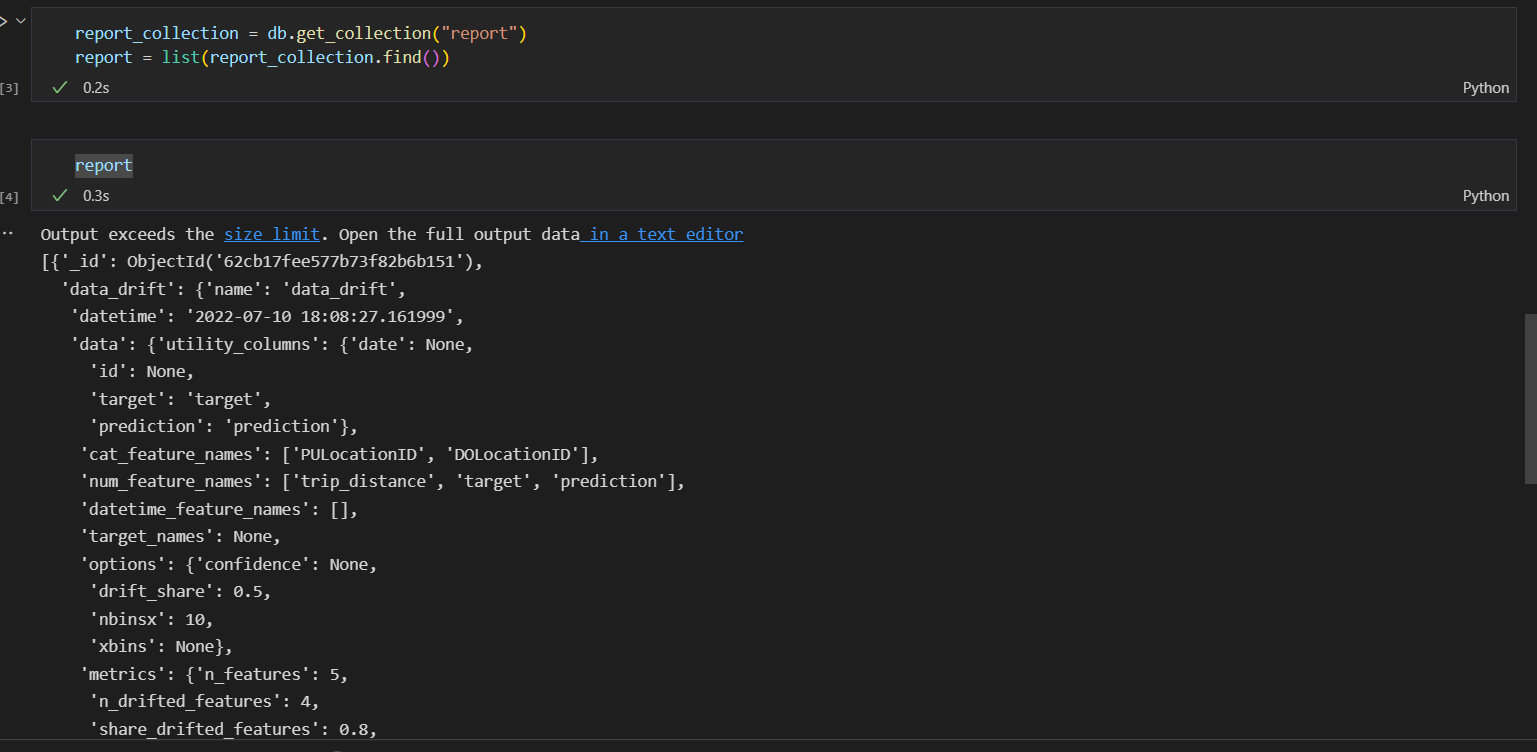 report_collection = db.get_collection("report")
report = list(report_collection.find())
[3]
0.2s
Python
report
[4]
0.3s
Python
Output exceeds the size limit. Open the full output data in a text editor
[{'_id': ObjectId('62cb17fee577b73f82b6b151'),
'data_drift': {'name': 'data_drift',
'datetime': '2022-07-10 18:08:27.161999',
'data': {'utility_columns': {'date': None,
'id': None,
'target': 'target',
'prediction': 'prediction'},
'cat_feature_names': ['PULocationID', 'DOLocationID'],
'num_feature_names': ['trip_distance', 'target', 'prediction'],
'datetime_feature_names': [],
'target_names': None,
'options': {'confidence': None,
'drift_share': 0.5,
'nbinsx': 10,
'xbins': None},
'metrics': {'n_features': 5,
'n_drifted_features': 4,
'share_drifted_features': 0.8,